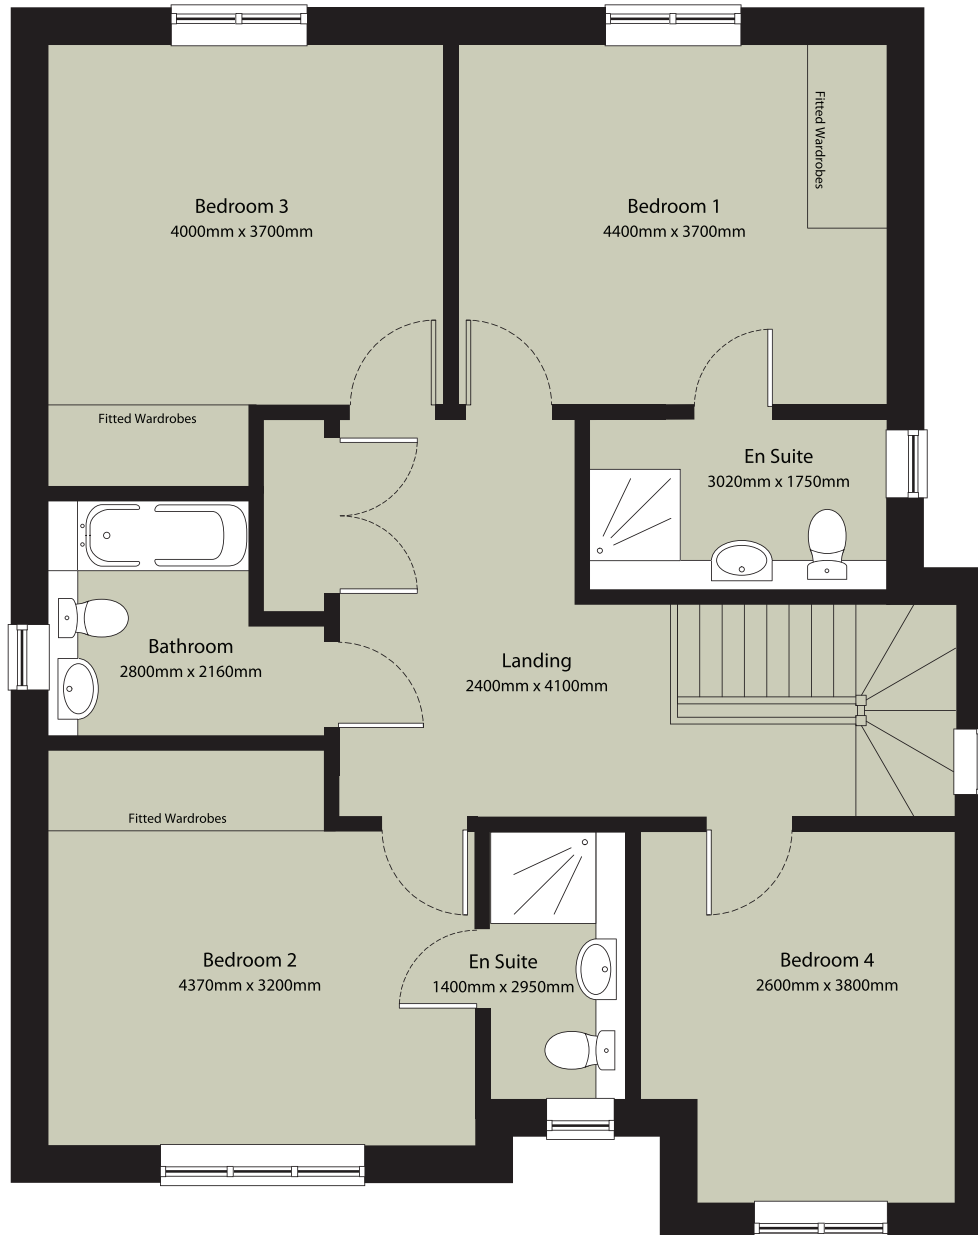 Bedroom 3
4000mm x 3700mm
Bedroom 1
4400mm x 3700mm
Fitted Wardrobes
Fitted Wardrobes
En Suite
3020mm x 1750mm
Bathroom
2800mm x 2160mm
Landing
2400mm x 4100mm
Fitted Wardrobes
Bedroom 2
4370mm x 3200mm
En Suite
1400mm x 2950mm
Bedroom 4
2600mm x 3800mm